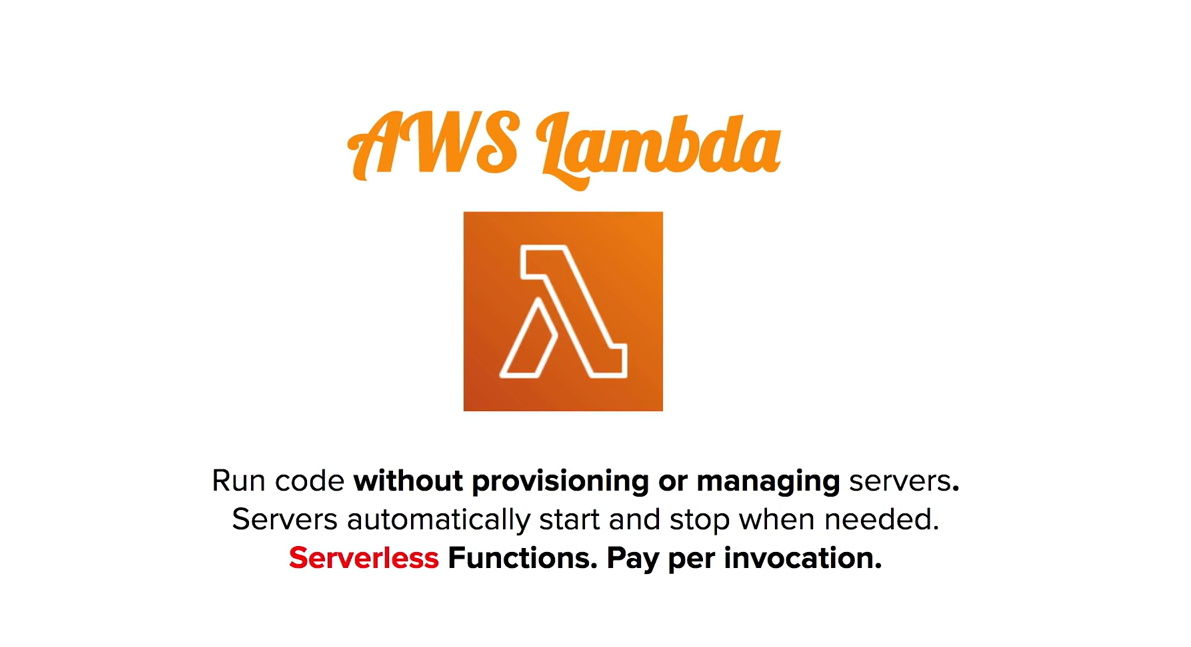 AWS Lambda
Run code without provisioning or managing servers.
Servers automatically start and stop when needed.
Serverless Functions. Pay per invocation.